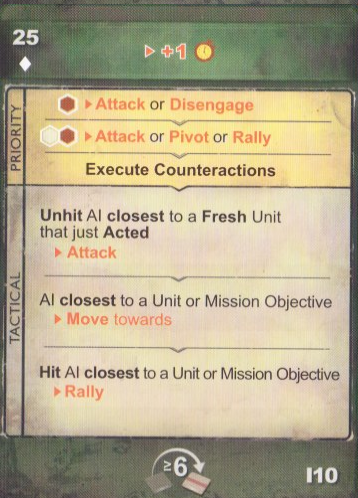 25
+1
PRIORITY
Attack or Disengage
Attack or Pivot or Rally
Execute Counteractions
TACTICAL
Unhit AI closest to a Fresh Unit
that just Acted
Attack
AI closest to a Unit or Mission Objective
Move towards
Hit AI closest to a Unit or Mission Objective
Rally
≥6
I10